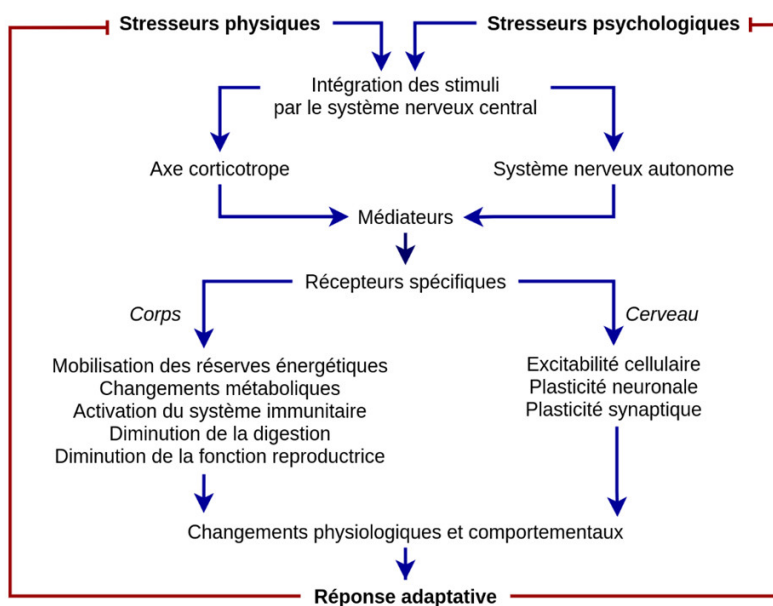 Stresseurs physiques
Stresseurs psychologiques
Intégration des stimuli
par le système nerveux central
Axe corticotrope
Système nerveux autonome
Médiateurs
Récepteurs spécifiques
Corps
Cerveau
Mobilisation des réserves énergétiques
Changements métaboliques
Activation du système immunitaire
Diminution de la digestion
Diminution de la fonction reproductrice
Excitabilité cellulaire
Plasticité neuronale
Plasticité synaptique
Changements physiologiques et comportementaux
Réponse adaptative